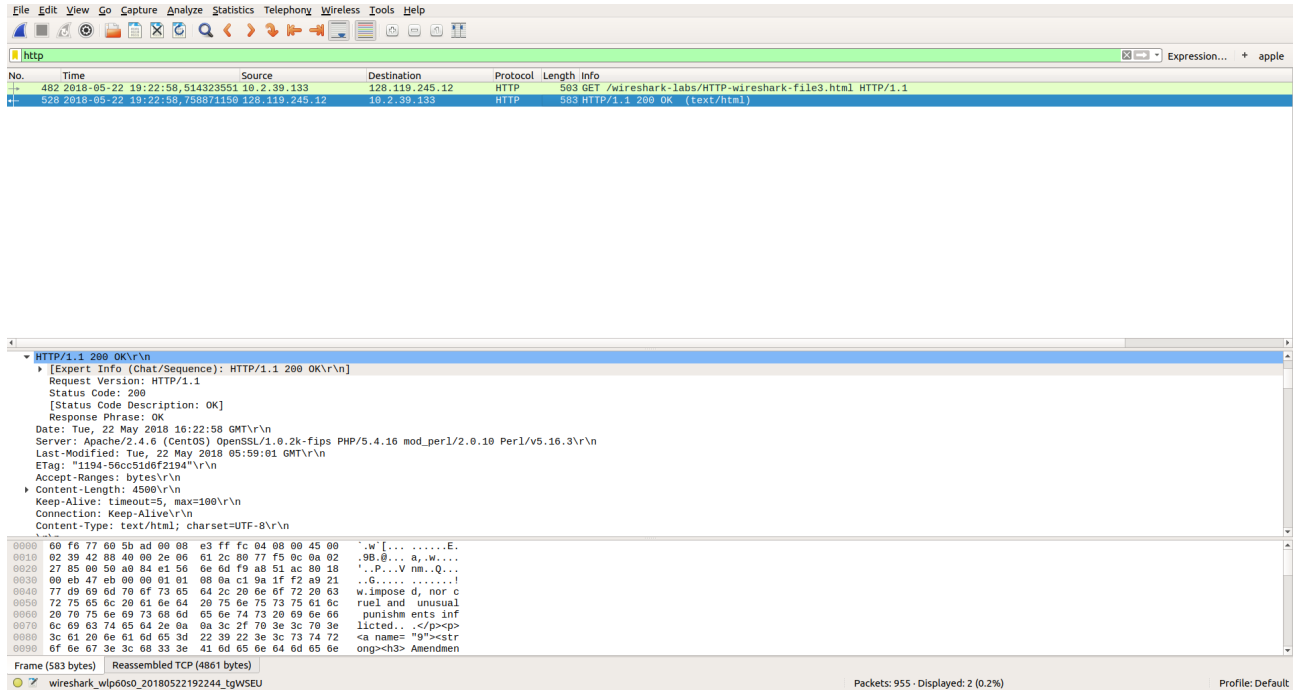 File Edit View Go Capture Analyze Statistics Telephony Wireless Tools Help
http Expression... + apple
No. Time Source Destination Protocol Length Info
482 2018-05-22 19:22:58,514323551 10.2.39.133 128.119.245.12 HTTP 503 GET /wireshark-labs/HTTP-wireshark-file3.html HTTP/1.1
528 2018-05-22 19:22:58,758871150 128.119.245.12 10.2.39.133 HTTP 583 HTTP/1.1 200 OK (text/html)
HTTP/1.1 200 OK\r\n
[Expert Info (Chat/Sequence): HTTP/1.1 200 OK\r\n]
Request Version: HTTP/1.1
Status Code: 200
[Status Code Description: OK]
Response Phrase: OK
Date: Tue, 22 May 2018 16:22:58 GMT\r\n
Server: Apache/2.4.6 (CentOS) OpenSSL/1.0.2k-fips PHP/5.4.16 mod_perl/2.0.10 Perl/v5.16.3\r\n
Last-Modified: Tue, 22 May 2018 05:59:01 GMT\r\n
ETag: "1194-56cc51d6f2194"\r\n
Accept-Ranges: bytes\r\n
Content-Length: 4500\r\n
Keep-Alive: timeout=5, max=100\r\n
Connection: Keep-Alive\r\n
Content-Type: text/html; charset=UTF-8\r\n
0000 60 f6 77 60 5b ad 00 08 e3 ff fc 04 08 00 45 00 `.w`[... ......E.
0010 02 39 42 88 40 00 2e 06 61 2c 80 77 f5 0c 0a 02 .9B.@... a,.w....
0020 27 85 00 50 a0 84 e1 56 6e 6d f9 a8 51 ac 80 18 '..P...V nm..Q...
0030 00 eb 47 eb 00 00 01 01 08 0a c1 9a 1f f2 a9 21 ..G..... .......!
0040 77 d9 69 6d 70 6f 73 65 64 2c 20 6e 6f 72 20 63 w.impose d, nor c
0050 72 75 65 6c 20 61 6e 64 20 75 6e 75 73 75 61 6c ruel and unusual
0060 20 70 75 6e 69 73 68 6d 65 6e 74 73 20 69 6e 66 punishm ents inf
0070 6c 69 63 74 65 64 2e 0a 0a 3c 2f 70 3e 3c 70 3e licted.. .</p><p>
0080 3c 61 20 6e 61 6d 65 3d 22 39 22 3e 3c 73 74 72 <a name= "9"><str
0090 6f 6e 67 3e 3c 68 33 3e 41 6d 65 6e 64 6d 65 6e ong><h3> Amendmen
Frame (583 bytes) Reassembled TCP (4861 bytes)
wireshark_wlp60s0_20180522192244_tgWSEU Packets: 955 · Displayed: 2 (0.2%) Profile: Default